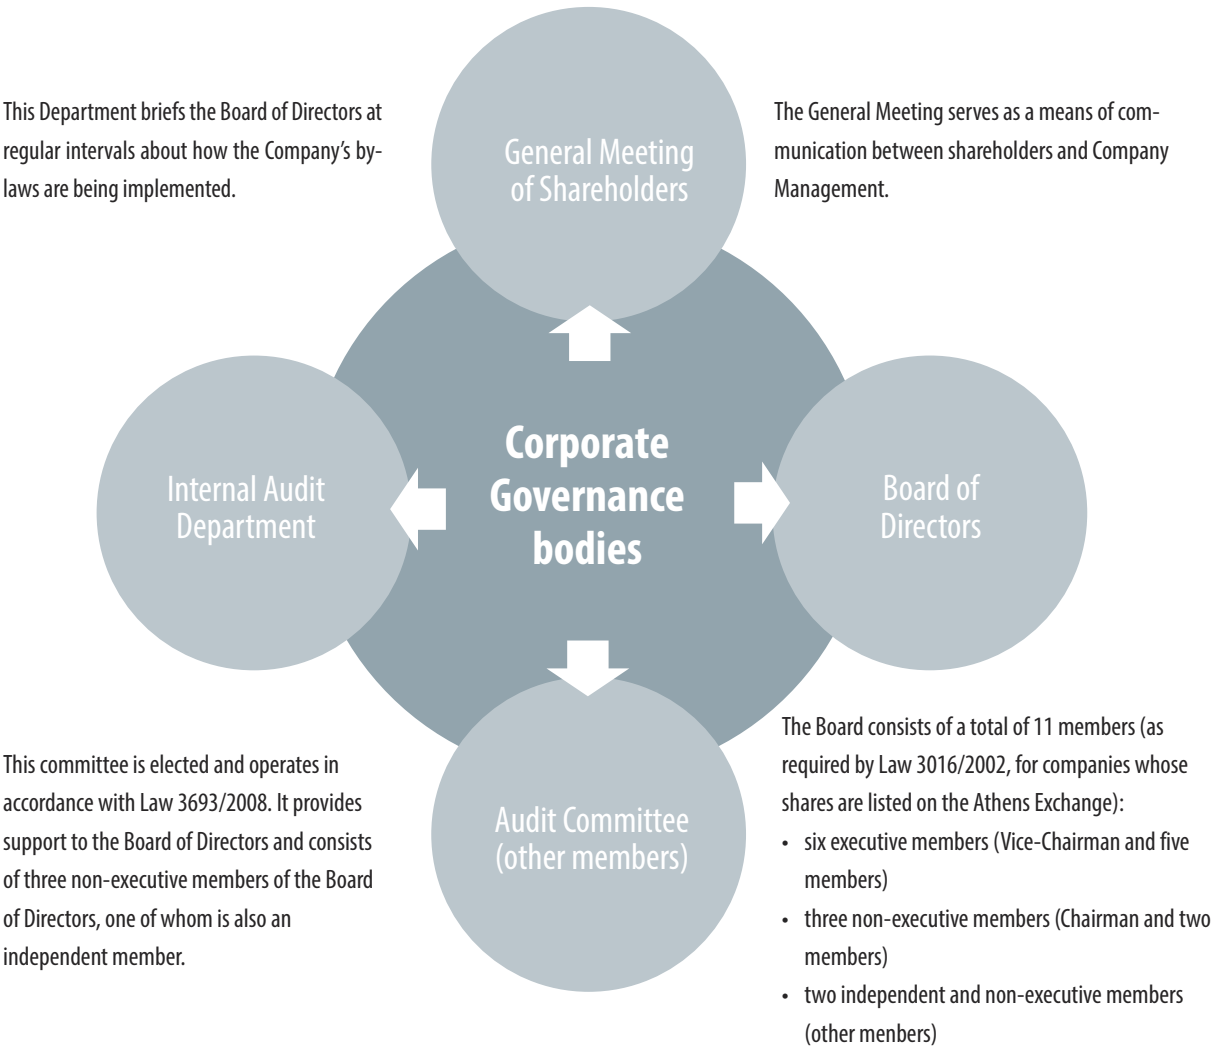 This Department briefs the Board of Directors at
regular intervals about how the Company's by-
laws are being implemented.
General Meeting
of Shareholders
The General Meeting serves as a means of com-
munication between shareholders and Company
Management.
Internal Audit
Department
Corporate
Governance
bodies
Board of
Directors
This committee is elected and operates in
accordance with Law 3693/2008. It provides
support to the Board of Directors and consists
of three non-executive members of the Board
of Directors, one of whom is also an
independent member.
Audit Committee
(other members)
The Board consists of a total of 11 members (as
required by Law 3016/2002, for companies whose
shares are listed on the Athens Exchange):
• six executive members (Vice-Chairman and five
members)
• three non-executive members (Chairman and two
members)
• two independent and non-executive members
(other menbers)